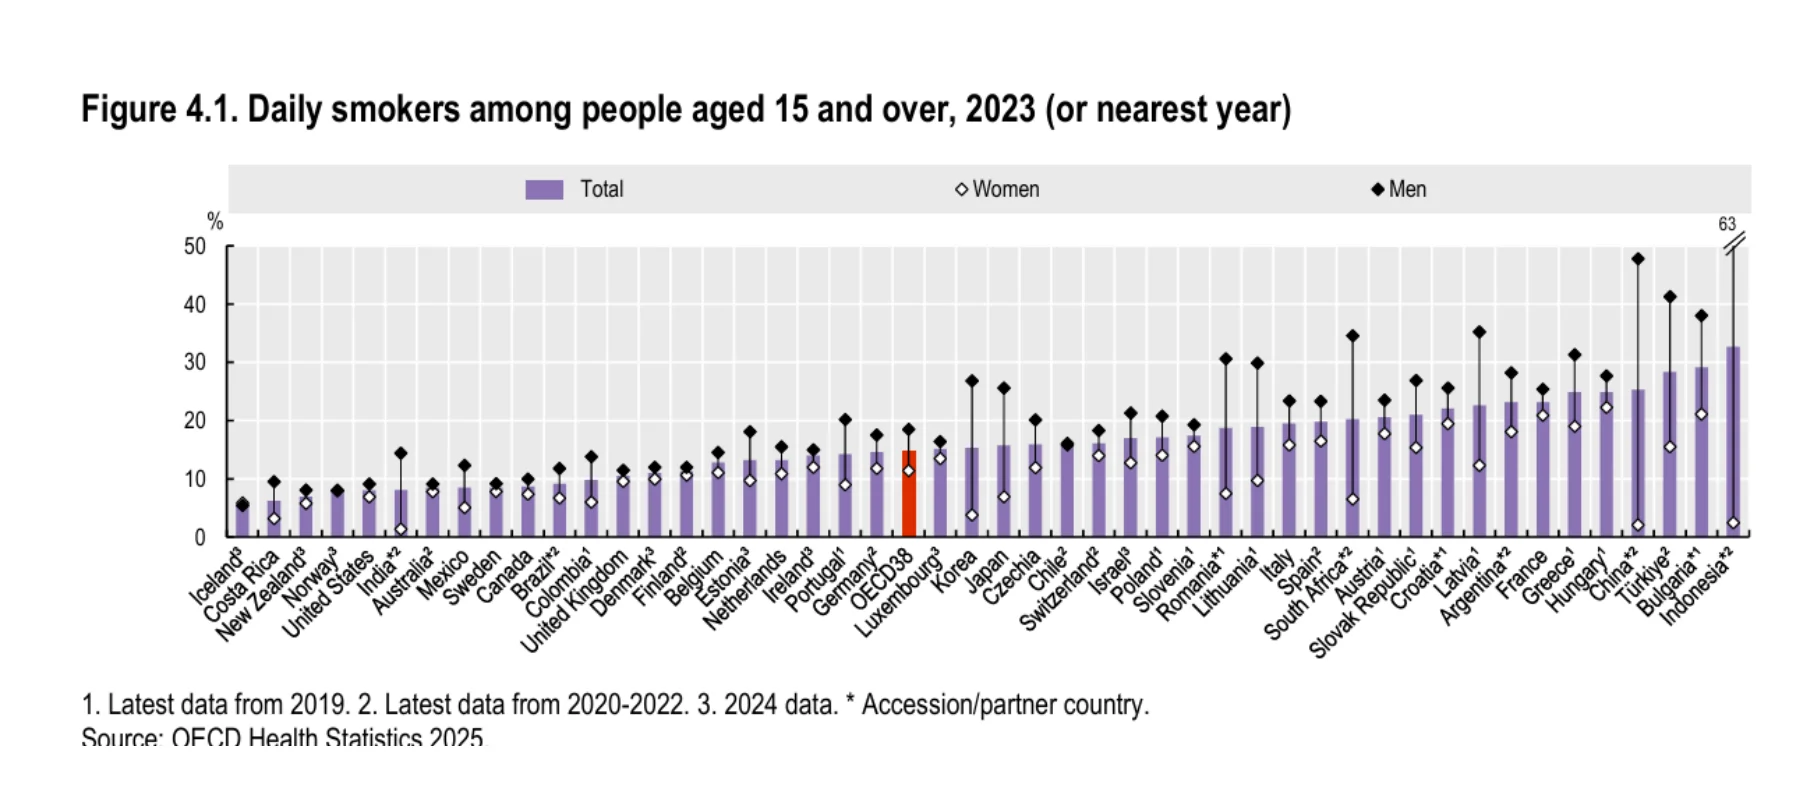 Figure 4.1. Daily smokers among people aged 15 and over, 2023 (or nearest year)
Total Women Men
% 63
50
40
30
20
10
0
Iceland³
Costa Rica
New Zealand³
Norway³
United States
India*²
Australia²
Mexico
Sweden
Canada
Brazil*²
Colombia¹
United Kingdom
Denmark³
Finland²
Belgium
Estonia³
Netherlands
Ireland³
Portugal¹
Germany²
OECD38
Luxembourg³
Korea
Japan
Czechia
Chile²
Switzerland²
Israel³
Poland¹
Slovenia¹
Romania*¹
Lithuania¹
Italy
Spain²
South Africa*²
Austria¹
Slovak Republic¹
Croatia*¹
Latvia¹
Argentina*²
France
Greece¹
Hungary¹
China*²
Türkiye²
Bulgaria*¹
Indonesia*²
1. Latest data from 2019. 2. Latest data from 2020-2022. 3. 2024 data. * Accession/partner country.
Source: OECD Health Statistics 2025.